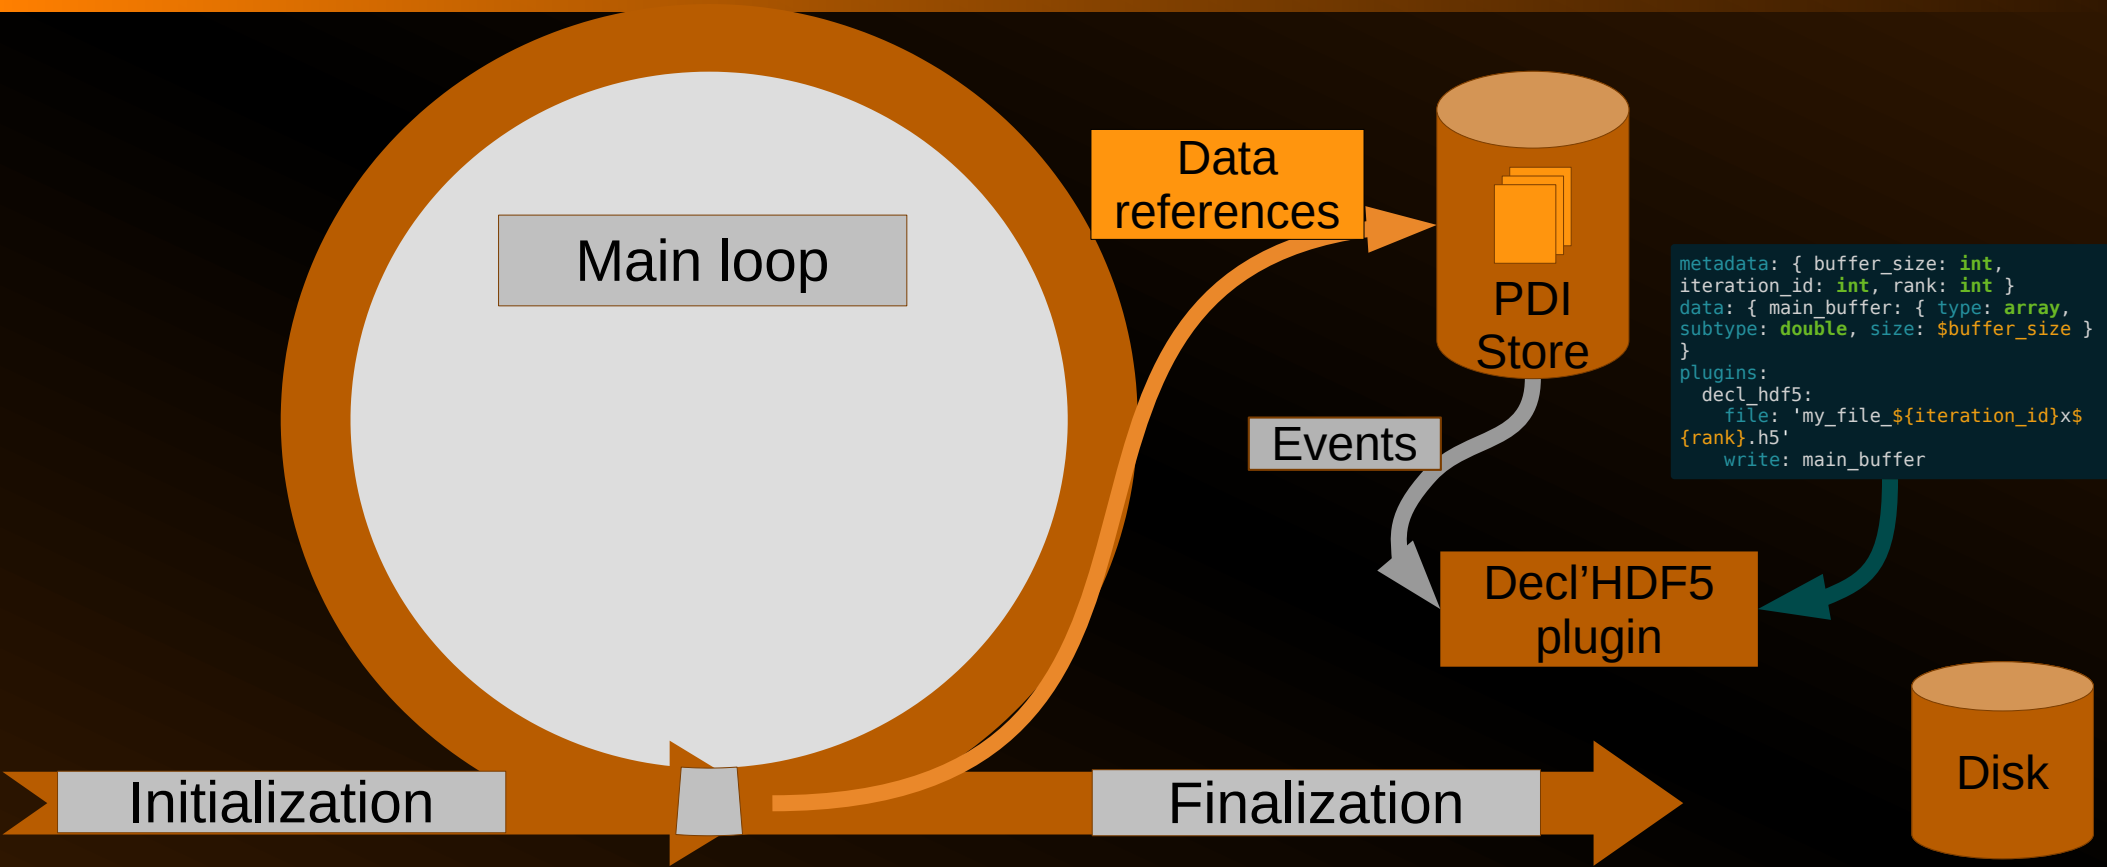 Main loop
Data
references
PDI
Store
Events
metadata: { buffer_size: int,
iteration_id: int, rank: int }
data: { main_buffer: { type: array,
subtype: double, size: $buffer_size }
}
plugins:
  decl_hdf5:
    file: 'my_file_${iteration_id}x$
{rank}.h5'
    write: main_buffer
Decl’HDF5
plugin
Disk
Initialization
Finalization